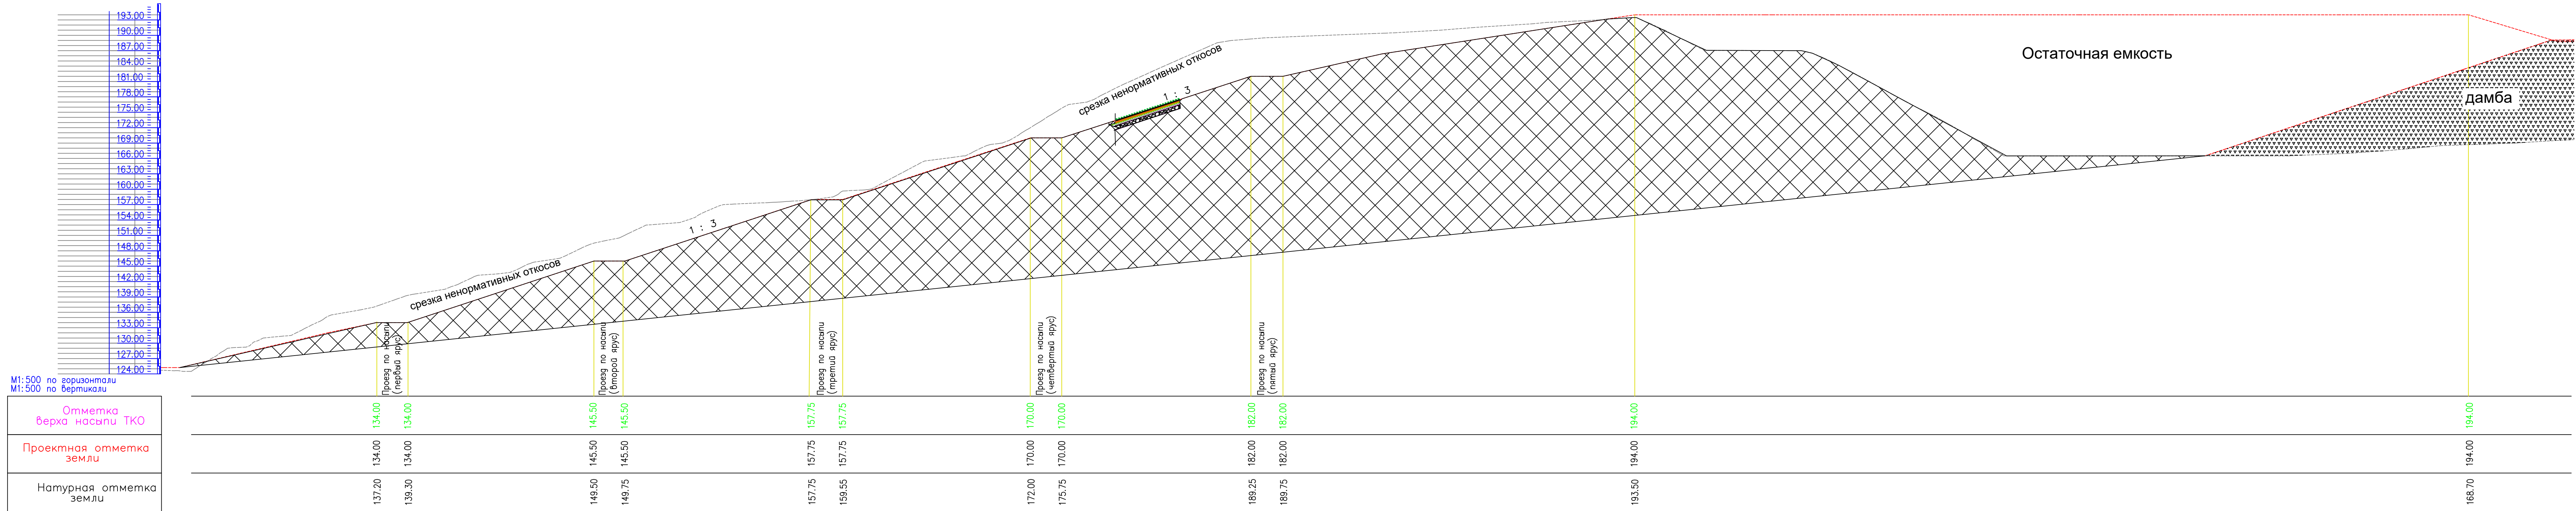 193.00
190.00
187.00
184.00
181.00
178.00
175.00
172.00
169.00
166.00
163.00
160.00
157.00
154.00
151.00
148.00
145.00
142.00
139.00
136.00
133.00
130.00
127.00
124.00
М1:500 по горизонтали
М1:500 по вертикали
срезка ненормативных откосов
1 : 3
срезка ненормативных откосов
1 : 3
Остаточная емкость
дамба
Проезд по насыпи
(первый ярус)
Проезд по насыпи
(второй ярус)
Проезд по насыпи
(третий ярус)
Проезд по насыпи
(четвертый ярус)
Проезд по насыпи
(пятый ярус)
Отметка
верха насыпи ТКО
134.00 134.00 145.50 145.50 157.75 157.75 170.00 170.00 182.00 182.00 194.00 194.00
Проектная отметка
земли
134.00 134.00 145.50 145.50 157.75 157.75 170.00 170.00 182.00 182.00 194.00 194.00
Натурная отметка
земли
137.20 139.30 149.50 149.75 157.75 159.55 172.00 175.75 189.25 189.75 193.50 168.70